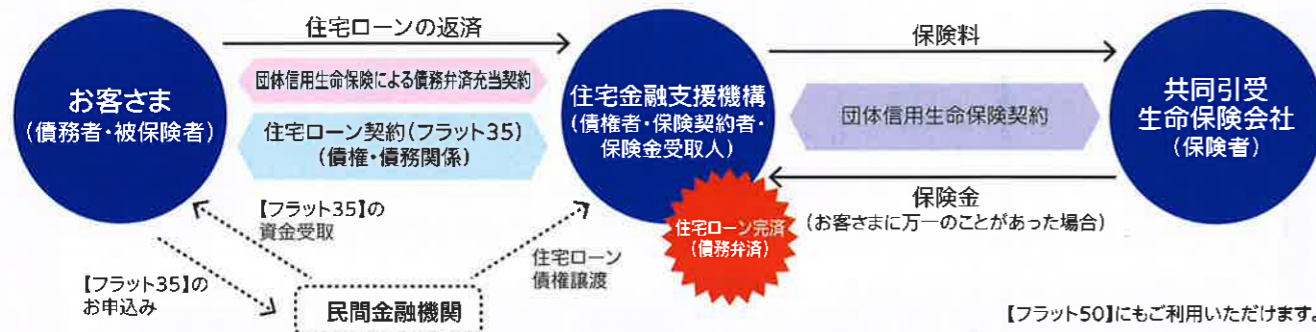 住宅ローンの返済
団体信用生命保険による債務弁済充当契約
お客さま
(債務者・被保険者)
住宅ローン契約(フラット35)
(債権・債務関係)
住宅金融支援機構
(債権者・保険契約者・
保険金受取人)
保険料
団体信用生命保険契約
共同引受
生命保険会社
(保険者)
保険金
(お客さまに万一のことがあった場合)
住宅ローン完済
(債務弁済)
【フラット35】の
資金受取
住宅ローン
債権譲渡
【フラット35】の
お申込み
民間金融機関
【フラット50】にもご利用いただけます。